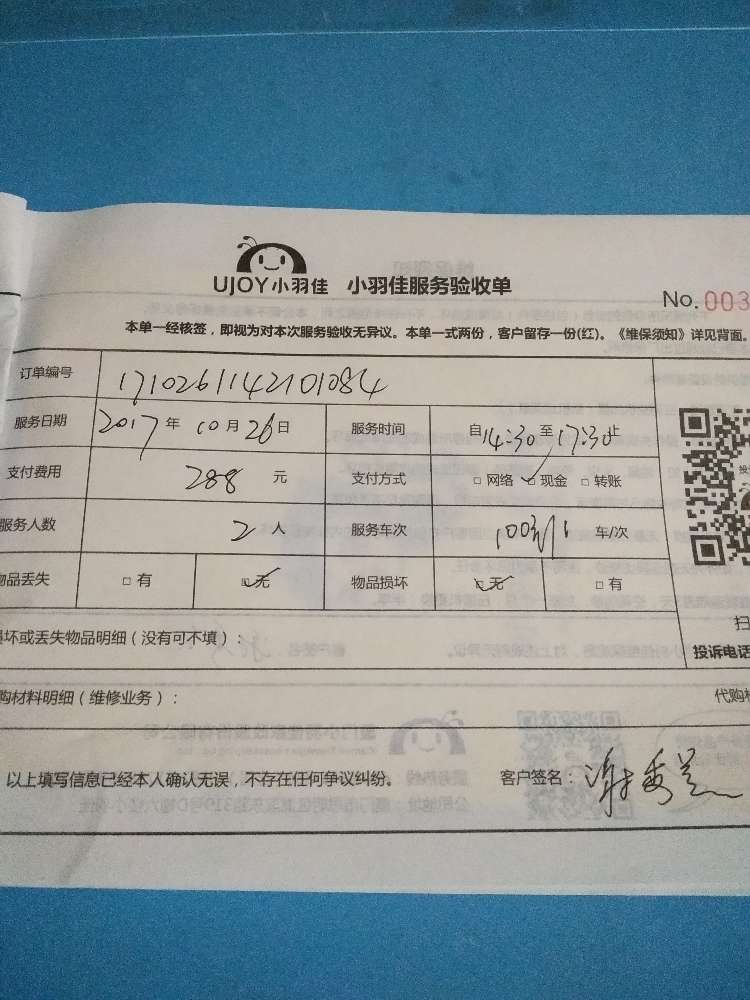 UJOY小羽佳 小羽佳服务验收单
No.003
本单一经核签，即视为对本次服务验收无异议。本单一式两份，客户留存一份(红)。《维保须知》详见背面。
订单编号 1710261142101084
服务日期 2017年10月26日 服务时间 自14:30至17:30止
支付费用 288元 支付方式 □网络 ☑现金 □转账
服务人数 2人 服务车次 车/次
物品丢失 □有 ☑无 物品损坏 ☑无 □有
损坏或丢失物品明细（没有可不填）：
投诉电话
购材料明细（维修业务）： 代购
以上填写信息已经本人确认无误，不存在任何争议纠纷。 客户签名：谢